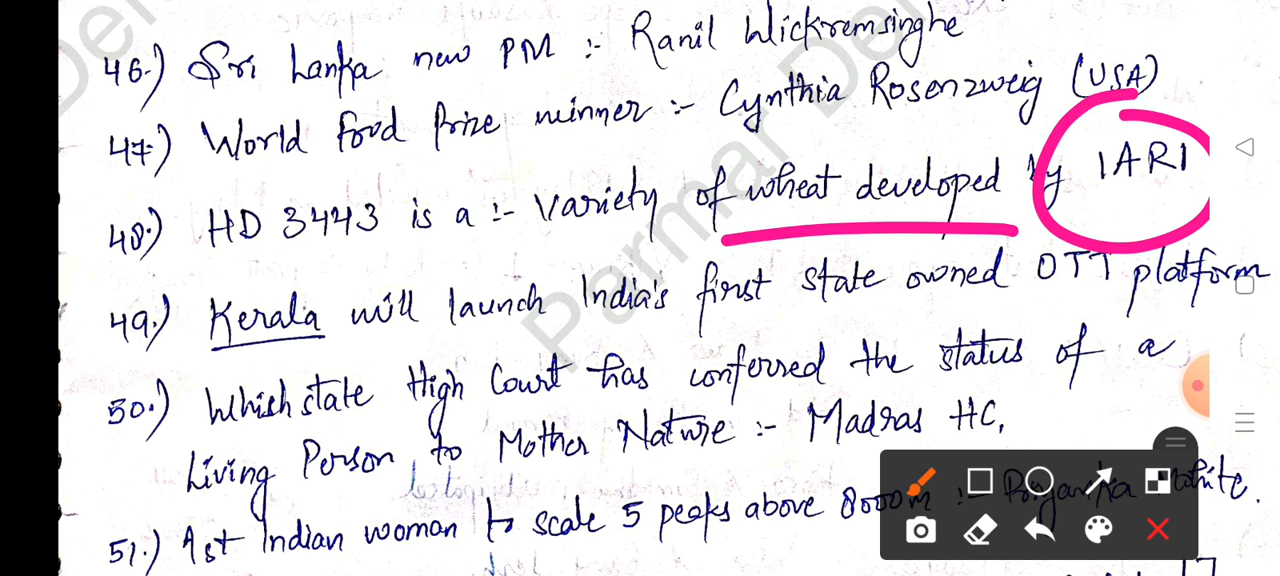 46.) Sri Lanka new PM :- Ranil Wickremsinghe
47.) World Food Prize winner :- Cynthia Rosenzweig (USA)
48.) HD 3443 is a :- Variety of wheat developed by IARI
49.) Kerala will launch India's first state owned OTT platform
50.) Which state High Court has conferred the status of a
Living Person to Mother Nature :- Madras HC.
51.) 1st Indian woman to scale 5 peaks above 8000m :- Priyanka Mohite.
Parmar